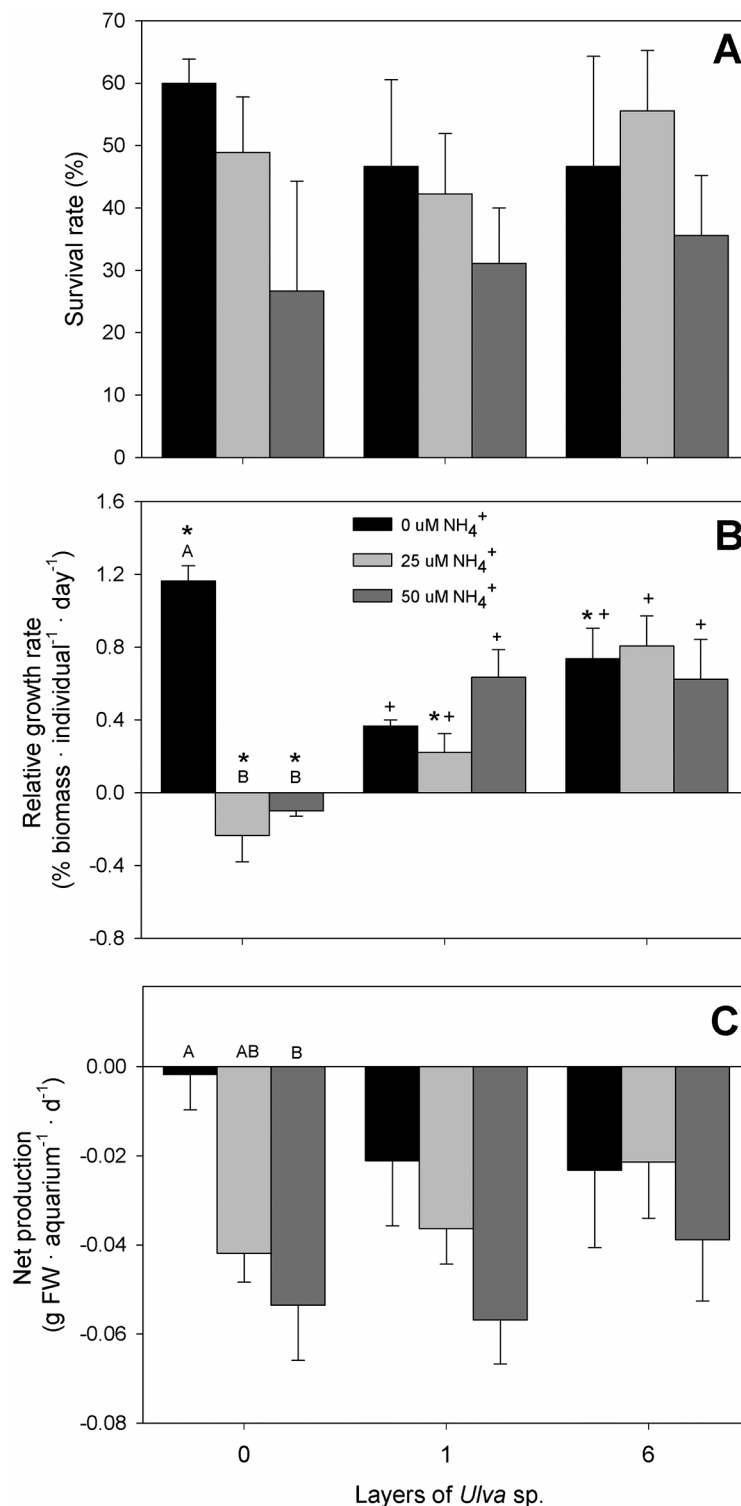 A
70
60
50
40
30
20
10
0
Survival rate (%)
B
1.6
1.2
0.8
0.4
0.0
-0.4
-0.8
Relative growth rate
(% biomass · individual⁻¹ · day⁻¹)
0 uM NH₄⁺
25 uM NH₄⁺
50 uM NH₄⁺
*
A
*
B
*
B
+
*+
+
*+
+
+
C
A AB B
0.00
-0.02
-0.04
-0.06
-0.08
Net production
(g FW · aquarium⁻¹ · d⁻¹)
0 1 6
Layers of Ulva sp.